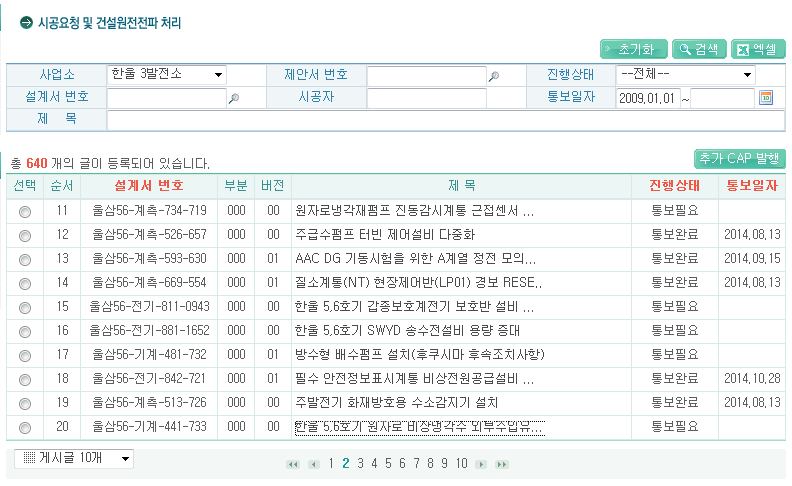 시공요청 및 건설원전전파 처리
초기화 검색 엑셀
사업소 한울 3발전소 제안서 번호 진행상태 --전체--
설계서 번호 시공자 통보일자 2009.01.01 ~
제 목
총 640 개의 글이 등록되어 있습니다. 추가 CAP 발행
선택 순서 설계서 번호 부분 버전 제 목 진행상태 통보일자
11 울삼56-계측-734-719 000 00 원자로냉각재펌프 진동감시계통 근접센서 ... 통보필요
12 울삼56-계측-526-657 000 00 주급수펌프 터빈 제어설비 다중화 통보완료 2014.08.13
13 울삼56-계측-593-630 000 01 AAC DG 기동시험을 위한 A계열 정전 모의... 통보완료 2014.09.15
14 울삼56-계측-669-554 000 01 질소계통(NT) 현장제어반(LP01) 경보 RESE.. 통보완료 2014.08.13
15 울삼56-전기-811-0943 000 00 한울 5,6호기 갑종보호계전기 보호반 설비 ... 통보필요
16 울삼56-전기-881-1652 000 00 한울 5,6호기 SWYD 송수전설비 용량 증대 통보필요
17 울삼56-기계-481-732 000 01 방수형 배수펌프 설치(후쿠시마 후속조치사항) 통보필요
18 울삼56-전기-842-721 000 01 필수 안전정보표시계통 비상전원공급설비 ... 통보완료 2014.10.28
19 울삼56-계측-513-726 000 00 주발전기 화재방호용 수소감지기 설치 통보완료 2014.08.13
20 울삼56-기계-441-733 000 00 한울 5,6호기 원자로 비상냉각수 외부주입유... 통보필요
게시글 10개 1 2 3 4 5 6 7 8 9 10